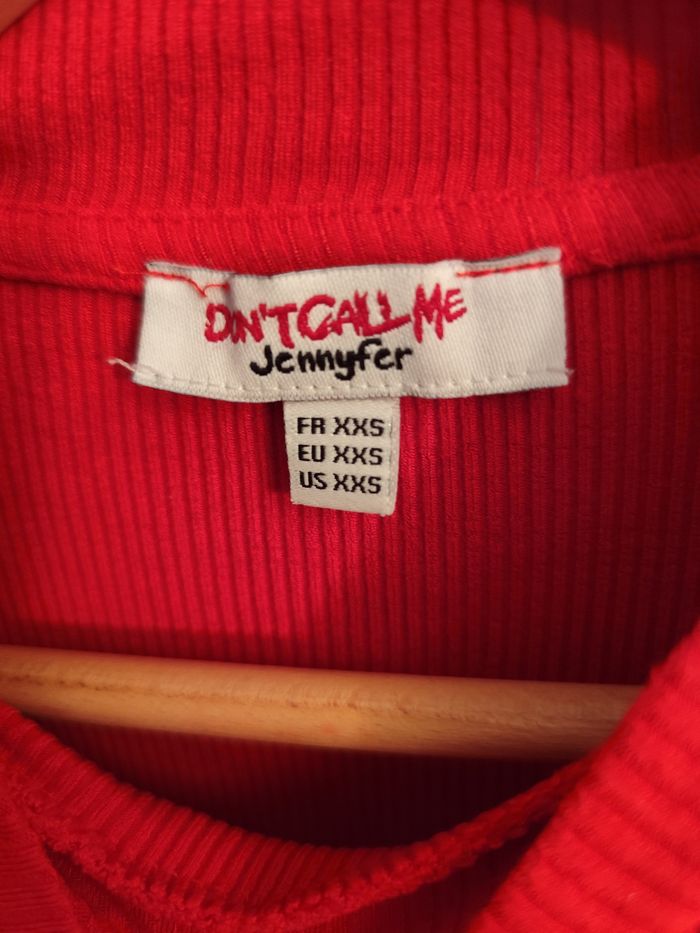 DON'T CALL ME
Jennyfer
FR XXS
EU XXS
US XXS